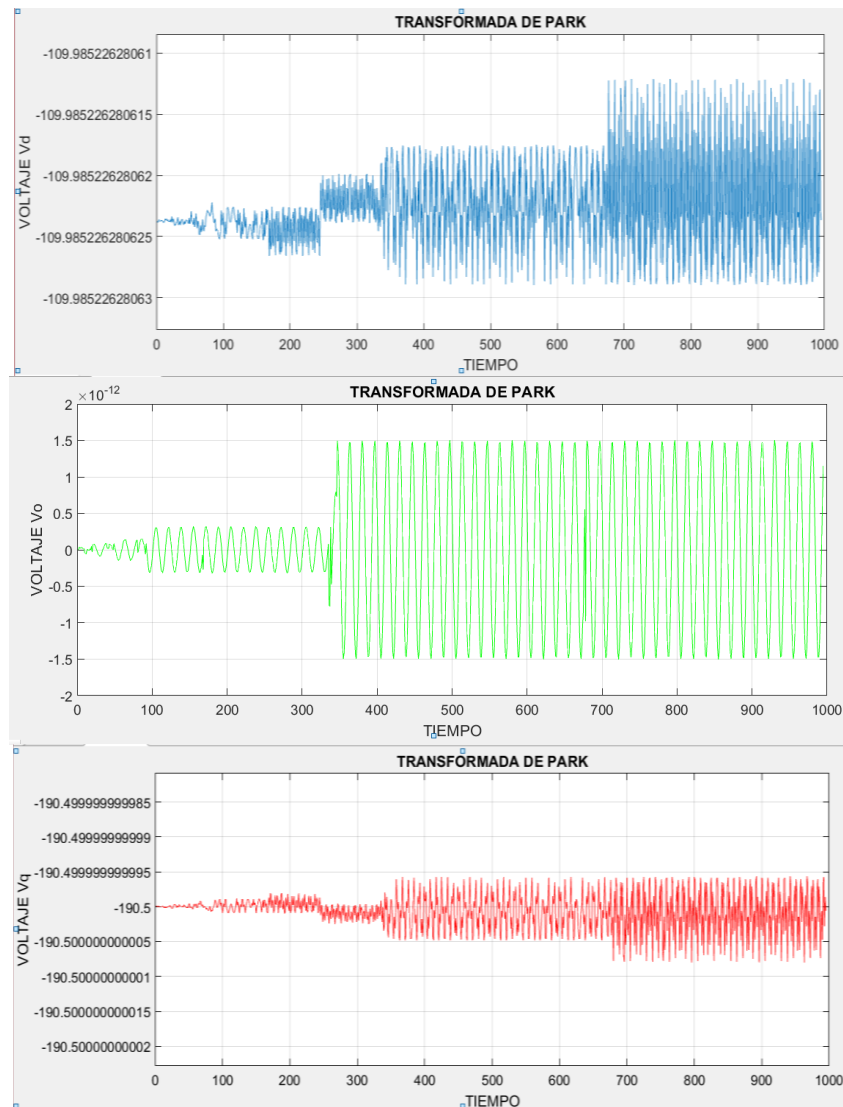 TRANSFORMADA DE PARK
-109.98522628061
-109.985226280615
-109.98522628062
-109.985226280625
-109.98522628063
VOLTAJE Vd
0 100 200 300 400 500 600 700 800 900 1000
TIEMPO
×10-12
TRANSFORMADA DE PARK
2
1.5
1
0.5
0
-0.5
-1
-1.5
-2
VOLTAJE Vo
0 100 200 300 400 500 600 700 800 900 1000
TIEMPO
TRANSFORMADA DE PARK
-190.499999999985
-190.49999999999
-190.499999999995
-190.5
-190.500000000005
-190.50000000001
-190.500000000015
-190.50000000002
VOLTAJE Vq
0 100 200 300 400 500 600 700 800 900 1000
TIEMPO